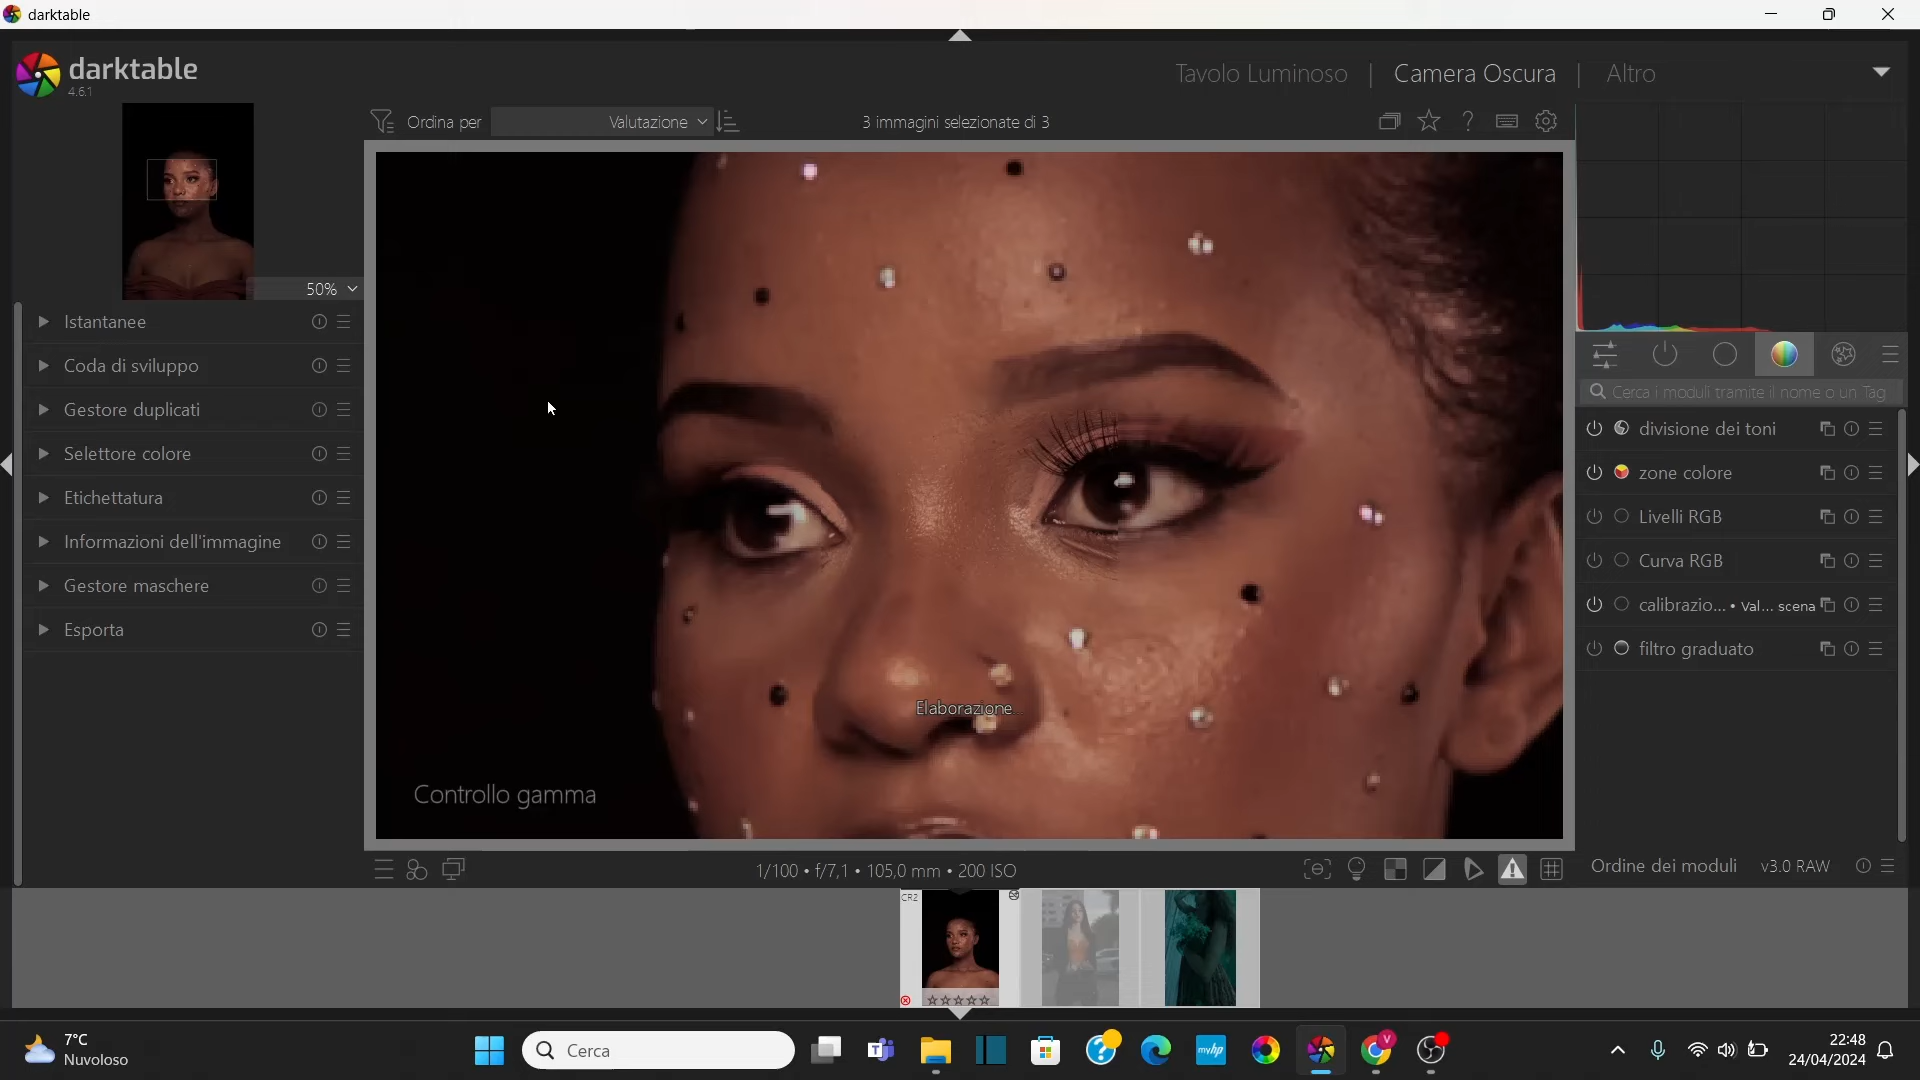 darktable
darktable
4.6.1
Tavolo Luminoso | Camera Oscura | Altro
Ordina per Valutazione
3 immagini selezionate di 3
50%
Istantanee
Coda di sviluppo
Gestore duplicati
Selettore colore
Etichettatura
Informazioni dell'immagine
Gestore maschere
Esporta
Elaborazione...
Controllo gamma
Cerca i moduli tramite il nome o un Tag
divisione dei toni
zone colore
Livelli RGB
Curva RGB
calibrazio... • Val... scena
filtro graduato
1/100 • f/7,1 • 105,0 mm • 200 ISO
Ordine dei moduli v3.0 RAW
CR2
7°C
Nuvoloso
Cerca
myhp
V
22:48
24/04/2024